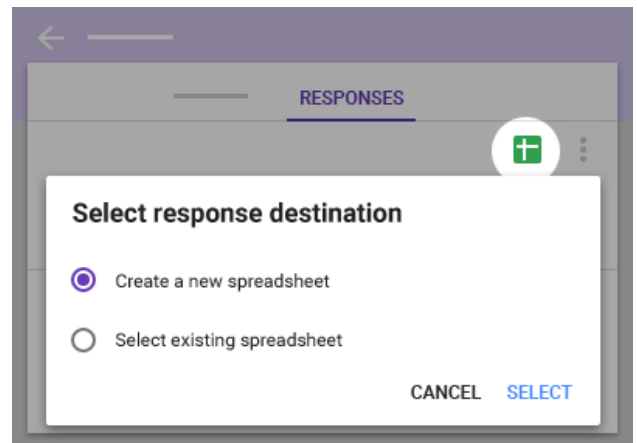 RESPONSES
Select response destination
Create a new spreadsheet
Select existing spreadsheet
CANCEL SELECT